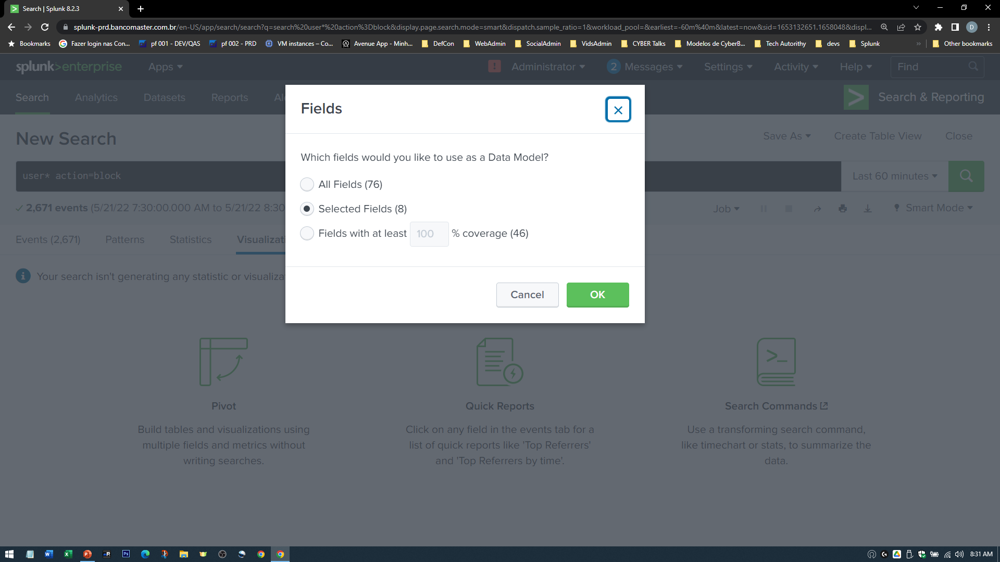 Search | Splunk 8.2.3
splunk-prd.bancomaster.com.br/en-US/app/search/search?q=search%20user*%20action%3Dblock&display.page.search.mode=smart&dispatch.sample_ratio=1&workload_pool=&earliest=-60m%40m&latest=now&sid=1653132651.1658048&displ...
D
Bookmarks
Fazer login nas Con...
pf 001 - DEV/QAS
pf 002 - PRD
VM instances – Co...
Avenue App - Minh...
DefCon
WebAdmin
SocialAdmin
VidsAdmin
CYBER Talks
Modelos de CyberB...
Tech Autority
devs
Splunk
»
Other bookmarks
splunk>enterprise
Apps
!
Administrator
2 Messages
Settings
Activity
Help
Find
Search
Analytics
Datasets
Reports
Al
Search & Reporting
Fields
New Search
Save As
Create Table View
Close
Which fields would you like to use as a Data Model?
user* action=block
Last 60 minutes
All Fields (76)
2,671 events (5/21/22 7:30:00.000 AM to 5/21/22 8:30
Selected Fields (8)
Job
Smart Mode
Fields with at least 100 % coverage (46)
Events (2,671)
Patterns
Statistics
Visualizati
Your search isn't generating any statistic or visualiza
Cancel
OK
Pivot
Build tables and visualizations using
multiple fields and metrics without
writing searches.
Quick Reports
Click on any field in the events tab for a
list of quick reports like 'Top Referrers'
and 'Top Referrers by time'.
Search Commands
Use a transforming search command,
like timechart or stats, to summarize the
data.
8:31 AM